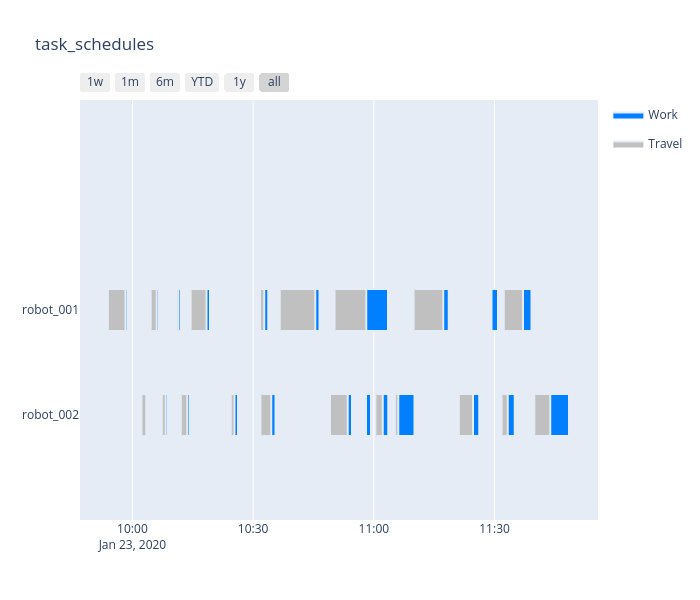 task_schedules
1w 1m 6m YTD 1y all
Work
Travel
robot_001
robot_002
10:00 10:30 11:00 11:30
Jan 23, 2020